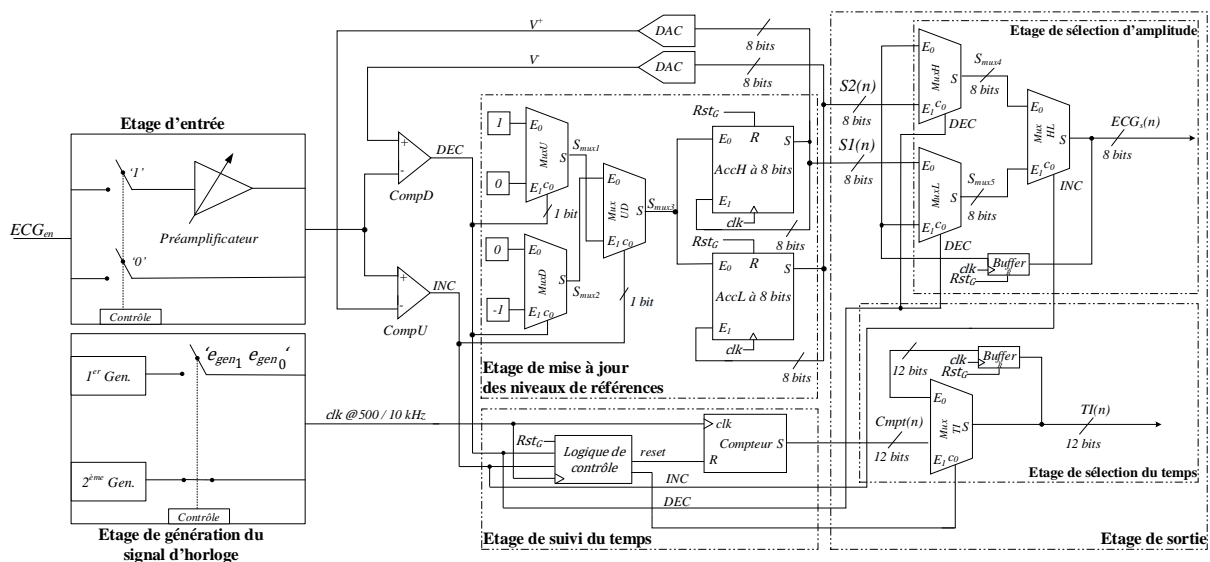 Etage d'entrée
'1'
Préamplificateur
ECG_en
'0'
Contrôle
1er Gen.
'e_gen1 e_gen0'
2ème Gen.
Contrôle
Etage de génération du
signal d'horloge
clk @500 / 10 kHz
V+
DAC
8 bits
V
DAC
8 bits
+
-
DEC
CompD
+
-
INC
CompU
1
E0
MuxU
S
0
E1 c0
Smux1
1 bit
0
E0
MuxD
S
-1
E1 c0
Smux2
E0
Mux
UD
S
E1 c0
Smux3
1 bit
RstG
R
E0
S
AccH à 8 bits
E1
clk
8 bits
RstG
R
E0
S
AccL à 8 bits
E1
clk
8 bits
Etage de mise à jour
des niveaux de références
RstG
Logique de
contrôle
reset
clk
Compteur S
R
INC
DEC
Etage de suivi du temps
S2(n)
8 bits
S1(n)
8 bits
Etage de sélection d'amplitude
E0
MuxH
S
E1 c0
Smux4
8 bits
DEC
E0
MuxL
S
E1 c0
Smux5
8 bits
DEC
E0
Mux
HL
S
E1 c0
INC
ECGs(n)
8 bits
Buffer
clk
RstG
12 bits
clk
Buffer
RstG
E0
Mux
TI
S
E1 c0
Cmpt(n)
12 bits
TI(n)
12 bits
Etage de sélection du temps
Etage de sortie